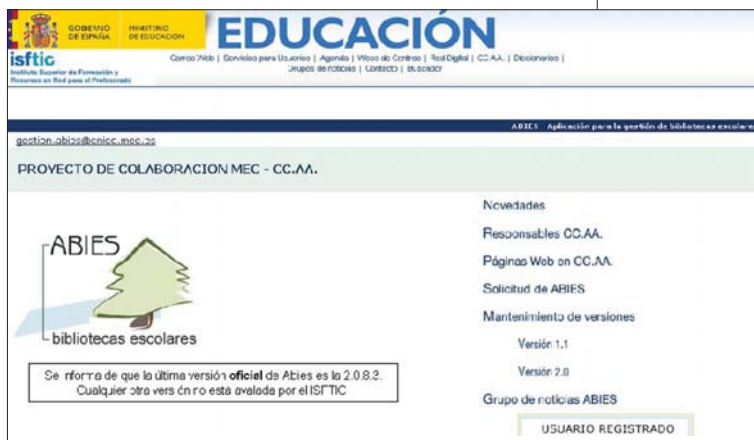 GOBIERNO DE ESPAÑA
MINISTERIO DE EDUCACIÓN
EDUCACIÓN
isftic
Instituto Superior de Formación y
Recursos en Red para el Profesorado
Correo Web | Servicios para Usuarios | Agenda | Webs de Centros | Red Digital | CC.AA. | Diccionarios |
Grupos de noticias | Contacto | Buscador
ABIES Aplicación para la gestión de bibliotecas escolares
gestion.abies@cnice.mec.es
PROYECTO DE COLABORACION MEC - CC.AA.
Novedades
Responsables CC.AA.
Páginas Web en CC.AA.
Solicitud de ABIES
Mantenimiento de versiones
Versión 1.1
Versión 2.0
Grupo de noticias ABIES
USUARIO REGISTRADO
ABIES
bibliotecas escolares
Se informa de que la última versión oficial de Abies es la 2.0.8.3.
Cualquier otra versión no está avalada por el ISFTIC